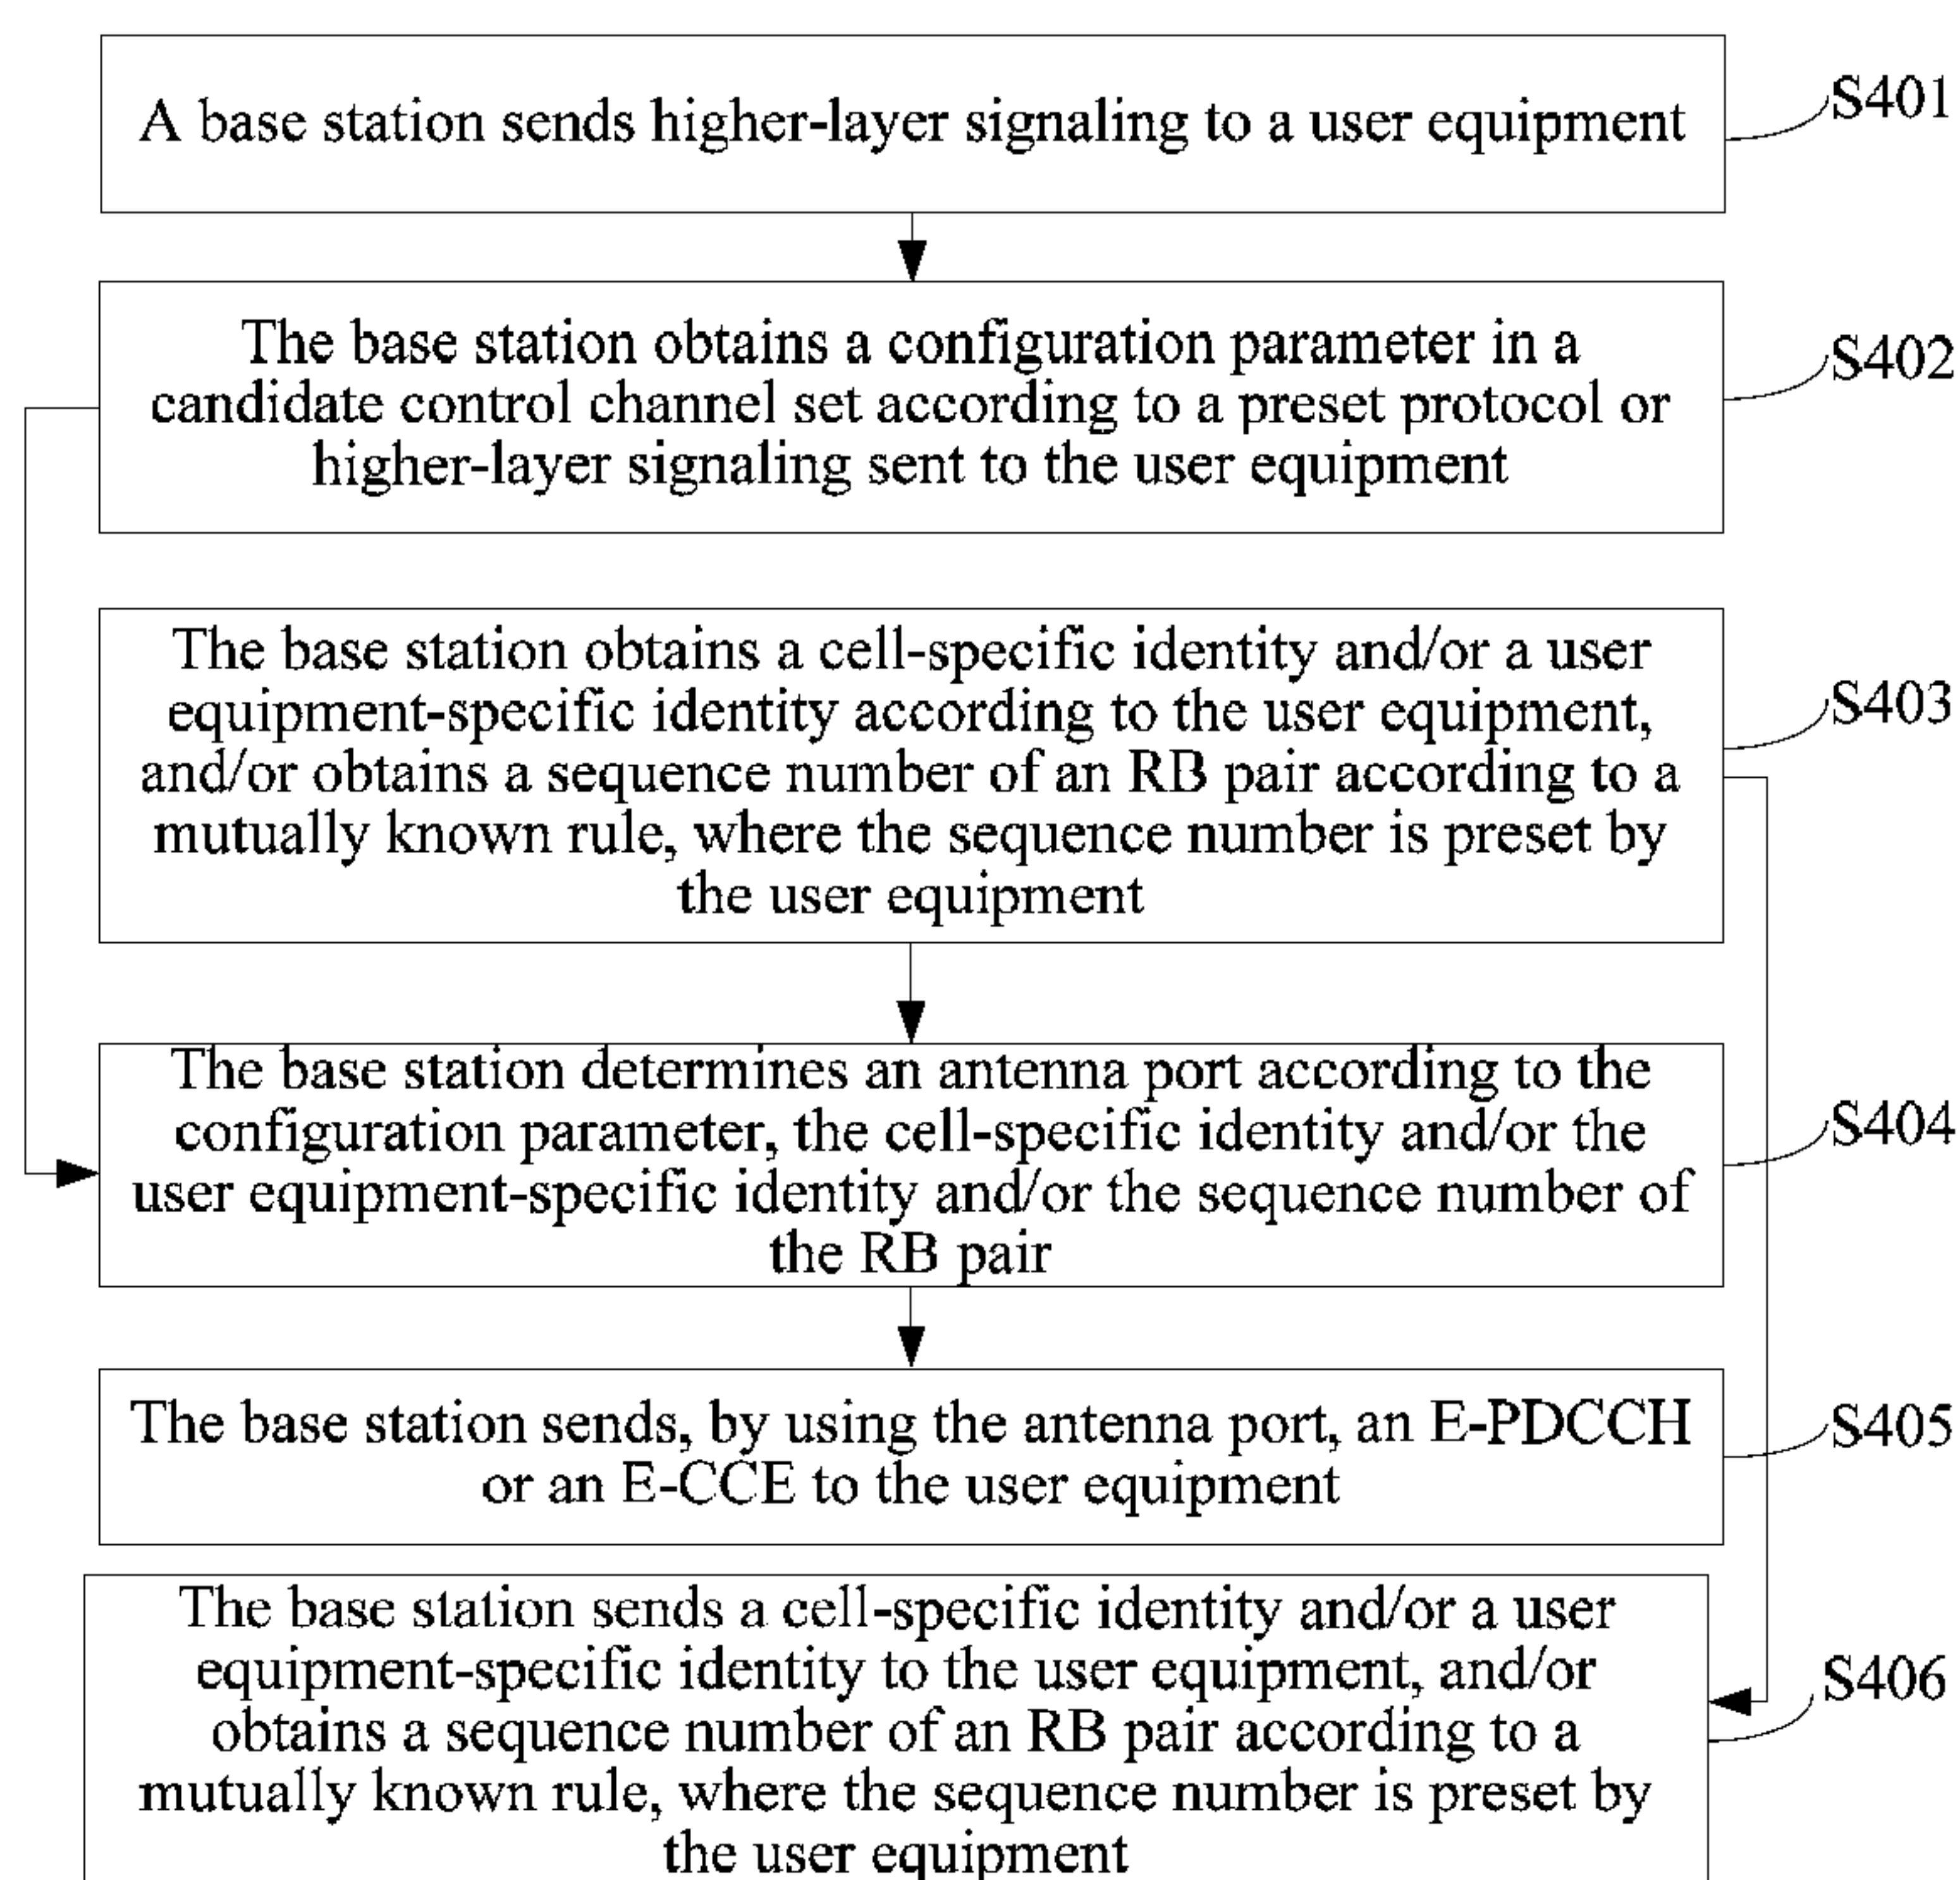 A base station sends higher-layer signaling to a user equipment
S401
The base station obtains a configuration parameter in a
candidate control channel set according to a preset protocol or
higher-layer signaling sent to the user equipment
S402
The base station obtains a cell-specific identity and/or a user
equipment-specific identity according to the user equipment,
and/or obtains a sequence number of an RB pair according to a
mutually known rule, where the sequence number is preset by
the user equipment
S403
The base station determines an antenna port according to the
configuration parameter, the cell-specific identity and/or the
user equipment-specific identity and/or the sequence number of
the RB pair
S404
The base station sends, by using the antenna port, an E-PDCCH
or an E-CCE to the user equipment
S405
The base station sends a cell-specific identity and/or a user
equipment-specific identity to the user equipment, and/or
obtains a sequence number of an RB pair according to a
mutually known rule, where the sequence number is preset by
the user equipment
S406